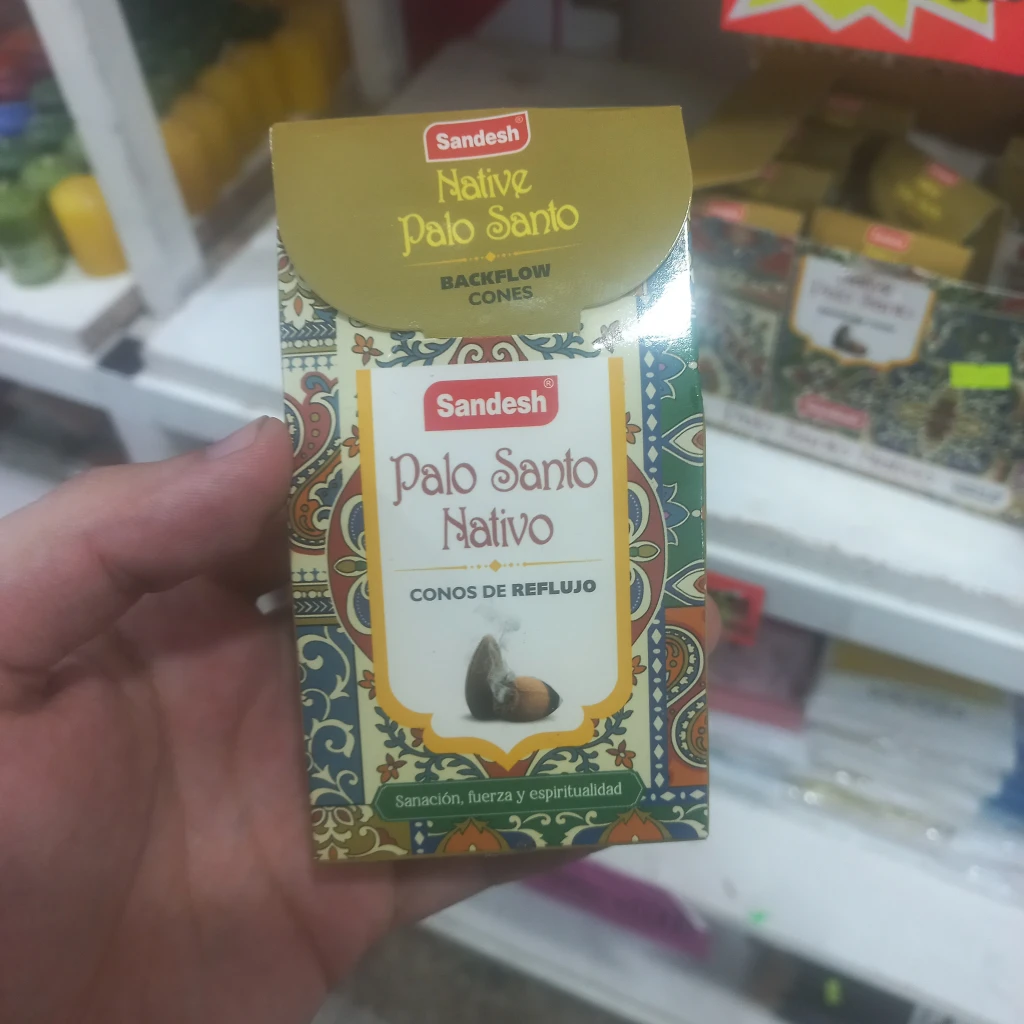 Sandesh®
Native
Palo Santo
BACKFLOW
CONES
Sandesh®
Palo Santo
Nativo
CONOS DE REFLUJO
Sanación, fuerza y espiritualidad